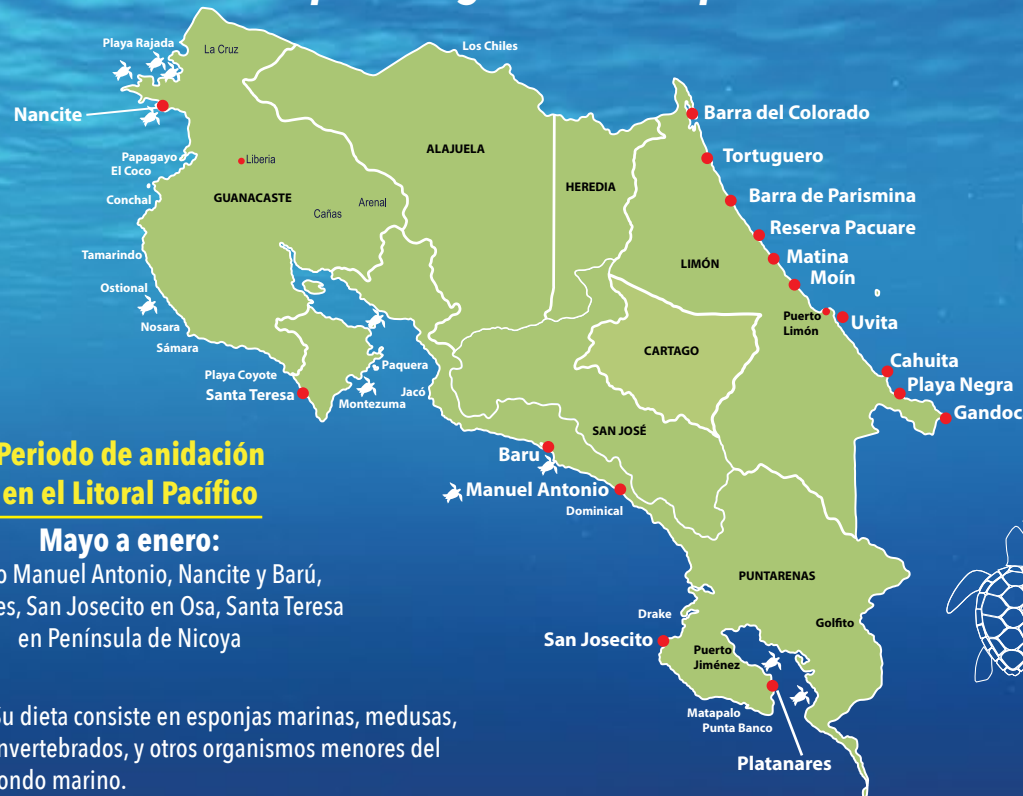 Playa Rajada
La Cruz
Los Chiles
Nancite
Barra del Colorado
ALAJUELA
Tortuguero
Papagayo
El Coco
Liberia
HEREDIA
Conchal
GUANACASTE
Cañas
Arenal
Barra de Parismina
Reserva Pacuare
Tamarindo
Matina
LIMÓN
Moín
Ostional
Puerto
Limón
Uvita
Nosara
Sámara
CARTAGO
Cahuita
Playa Coyote
Paquera
Playa Negra
Santa Teresa
Jacó
Montezuma
Gandoc
SAN JOSÉ
Baru
Manuel Antonio
Dominical
Periodo de anidación
en el Litoral Pacífico
Mayo a enero:
o Manuel Antonio, Nancite y Barú,
es, San Josecito en Osa, Santa Teresa
en Península de Nicoya
PUNTARENAS
Drake
Golfito
San Josecito
Puerto
Jiménez
Matapalo
Punta Banco
Platanares
Su dieta consiste en esponjas marinas, medusas,
nvertebrados, y otros organismos menores del
ondo marino.